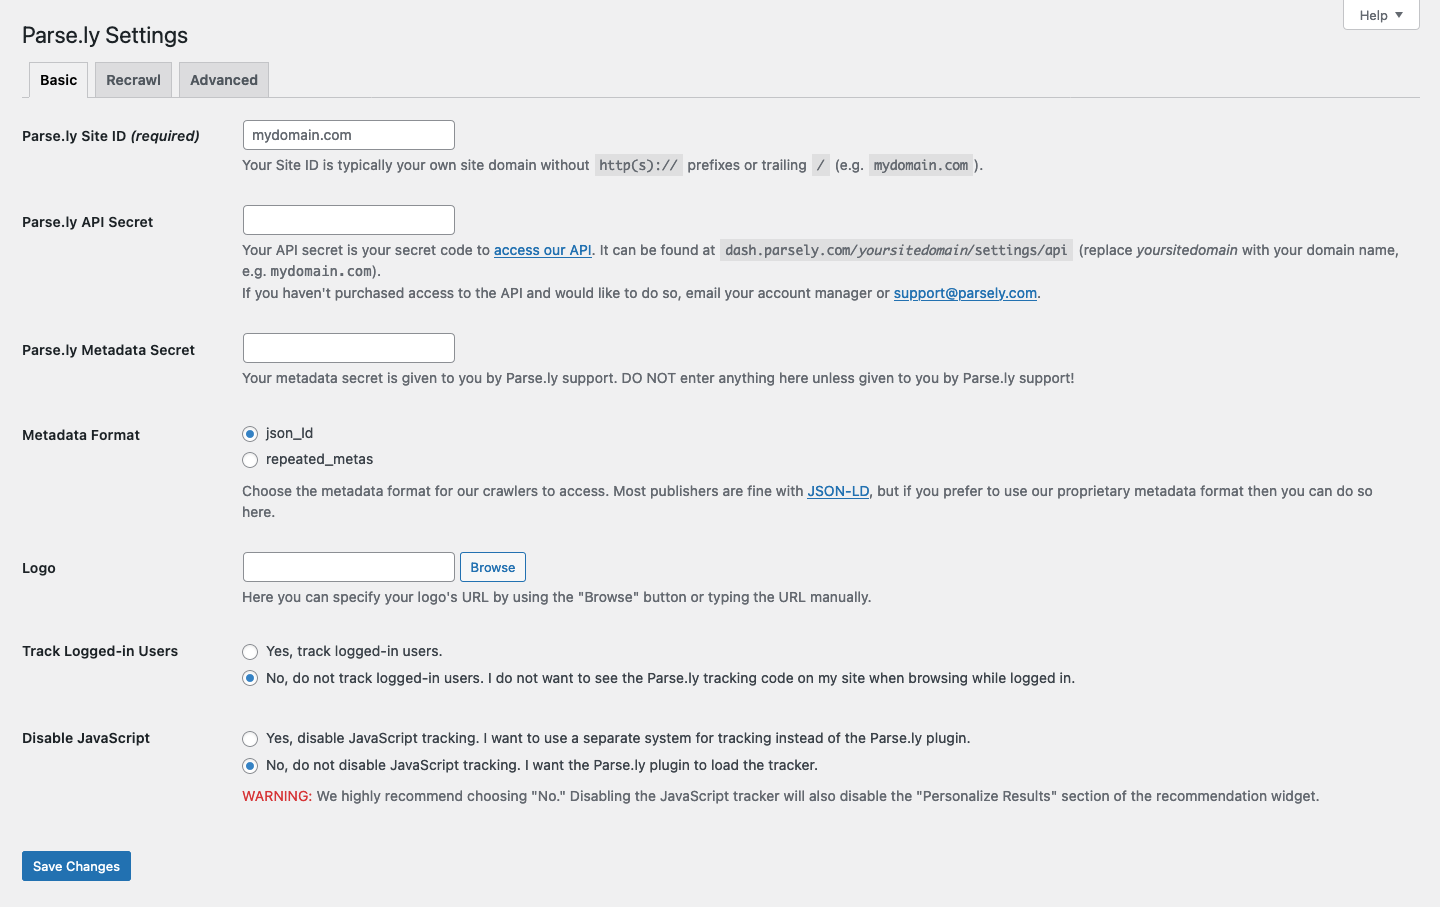 Help ▼
Parse.ly Settings
Basic
Recrawl
Advanced
Parse.ly Site ID (required)
mydomain.com
Your Site ID is typically your own site domain without http(s):// prefixes or trailing / (e.g. mydomain.com ).
Parse.ly API Secret
Your API secret is your secret code to access our API. It can be found at dash.parsely.com/yoursitedomain/settings/api (replace yoursitedomain with your domain name,
e.g. mydomain.com).
If you haven't purchased access to the API and would like to do so, email your account manager or support@parsely.com.
Parse.ly Metadata Secret
Your metadata secret is given to you by Parse.ly support. DO NOT enter anything here unless given to you by Parse.ly support!
Metadata Format
json_ld
repeated_metas
Choose the metadata format for our crawlers to access. Most publishers are fine with JSON-LD, but if you prefer to use our proprietary metadata format then you can do so
here.
Logo
Browse
Here you can specify your logo's URL by using the "Browse" button or typing the URL manually.
Track Logged-in Users
Yes, track logged-in users.
No, do not track logged-in users. I do not want to see the Parse.ly tracking code on my site when browsing while logged in.
Disable JavaScript
Yes, disable JavaScript tracking. I want to use a separate system for tracking instead of the Parse.ly plugin.
No, do not disable JavaScript tracking. I want the Parse.ly plugin to load the tracker.
WARNING: We highly recommend choosing "No." Disabling the JavaScript tracker will also disable the "Personalize Results" section of the recommendation widget.
Save Changes